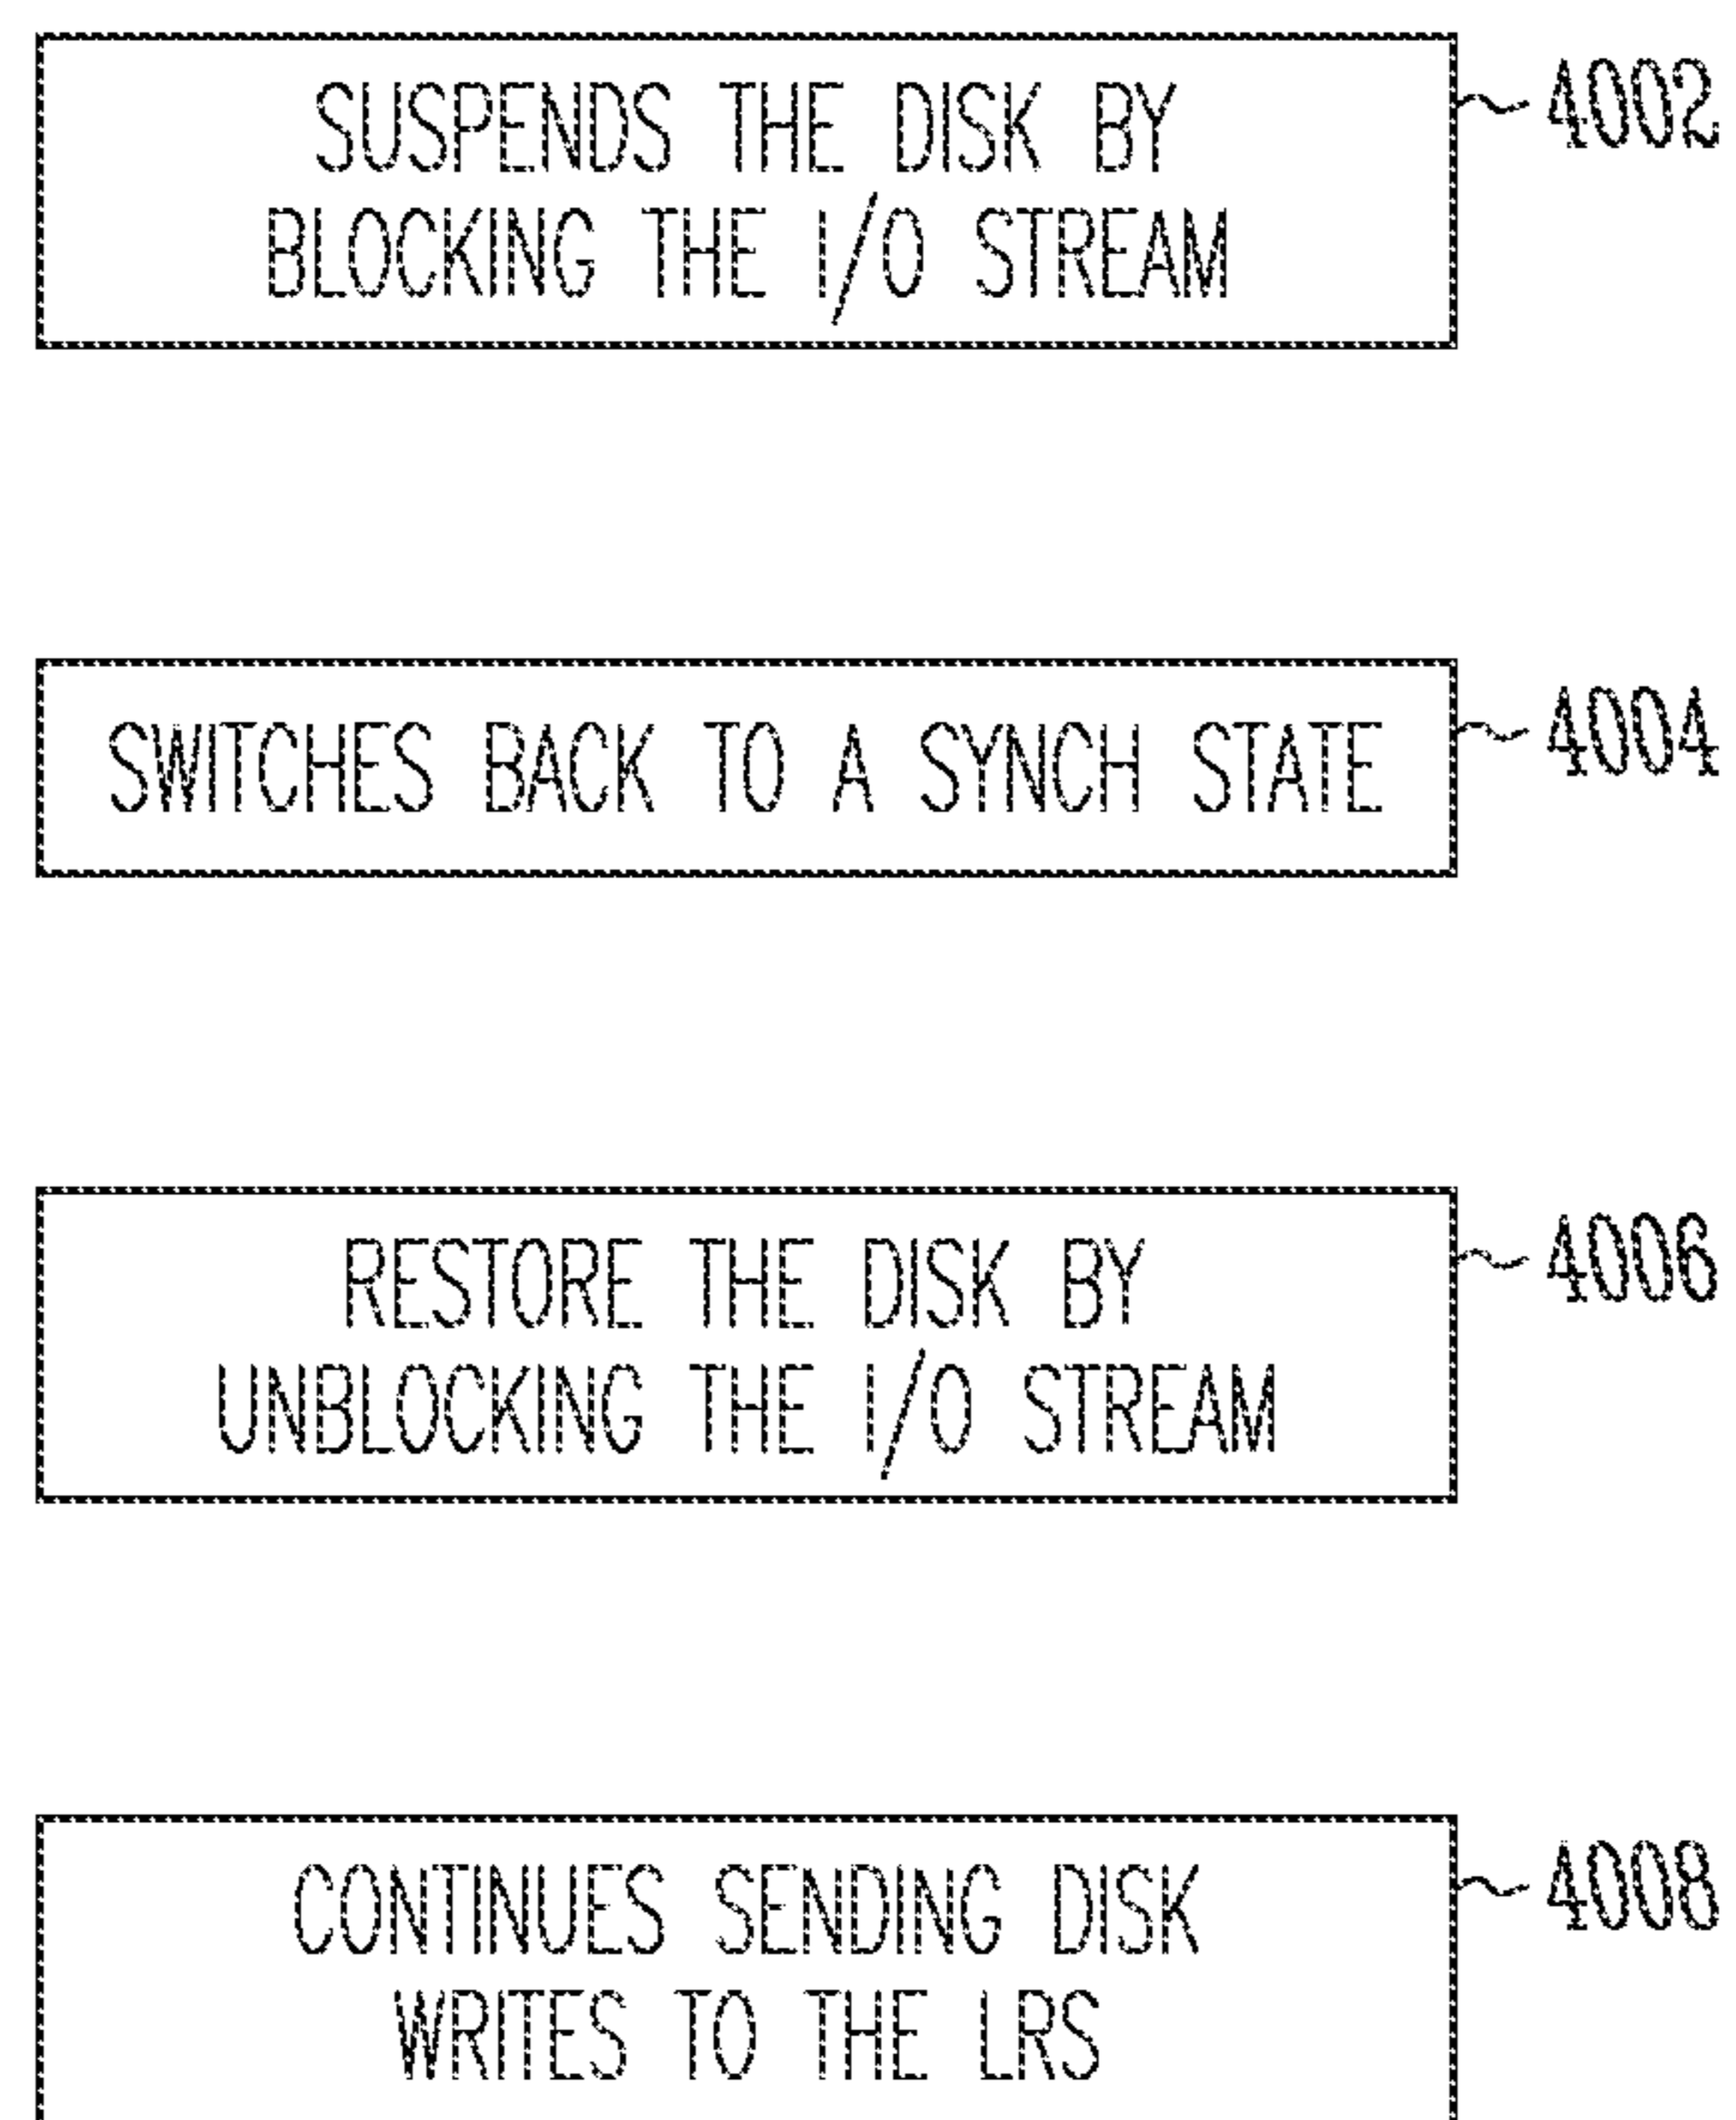 SUSPENDS THE DISK BY
4002
BLOCKING THE I/O STREAM
SWITCHES BACK TO A SYNCH STATE
4004
RESTORE THE DISK BY
4006
UNBLOCKING THE I/O STREAM
CONTINUES SENDING DISK
4008
WRITES TO THE LRS